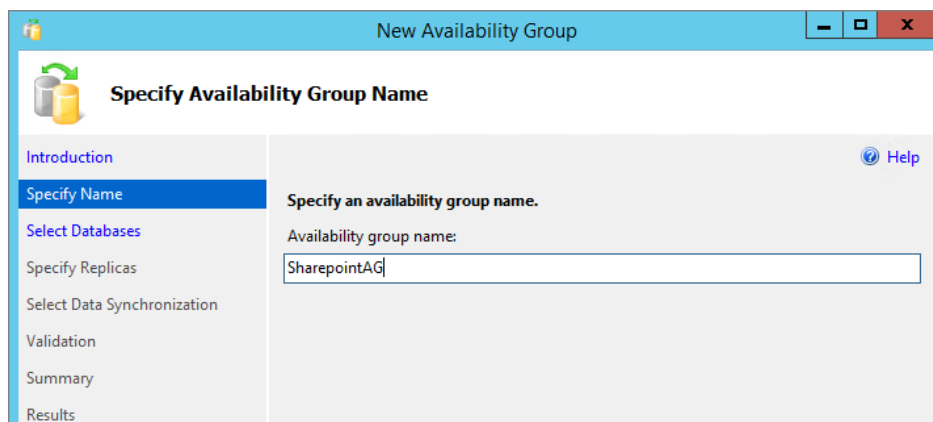 New Availability Group
Specify Availability Group Name
Introduction
Help
Specify Name
Specify an availability group name.
Select Databases
Availability group name:
Specify Replicas
SharepointAG
Select Data Synchronization
Validation
Summary
Results